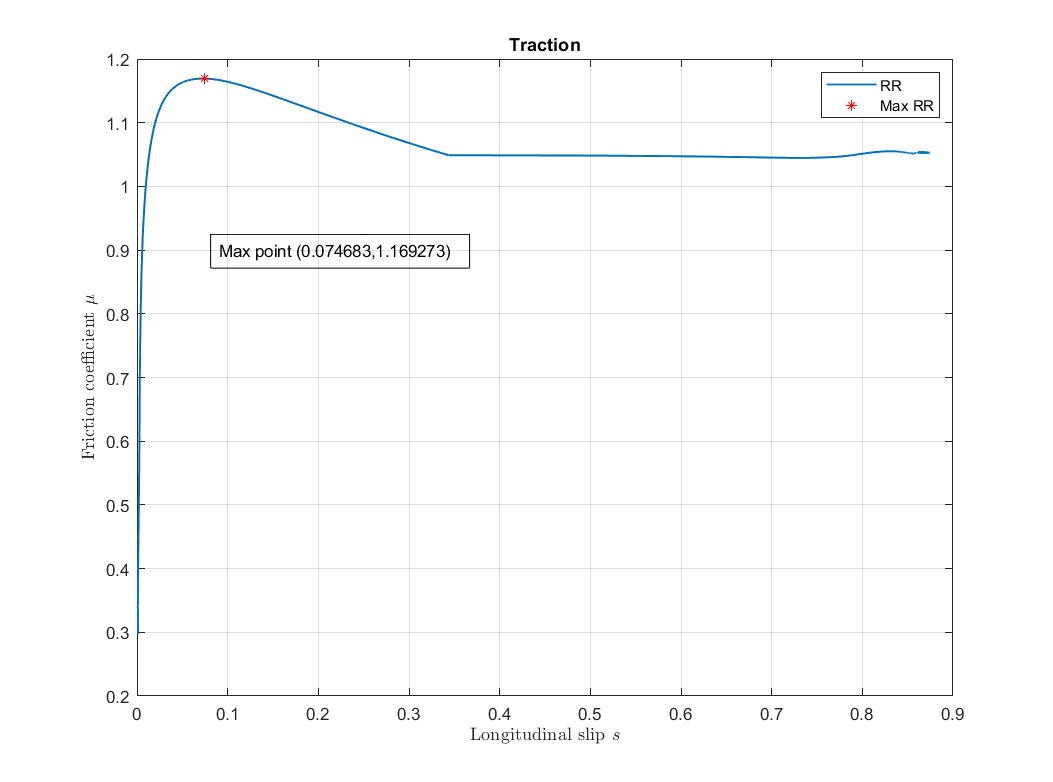 Traction
RR
Max RR
Max point (0.074683,1.169273)
Friction coefficient μ
1.2
1.1
1
0.9
0.8
0.7
0.6
0.5
0.4
0.3
0.2
0 0.1 0.2 0.3 0.4 0.5 0.6 0.7 0.8 0.9
Longitudinal slip s